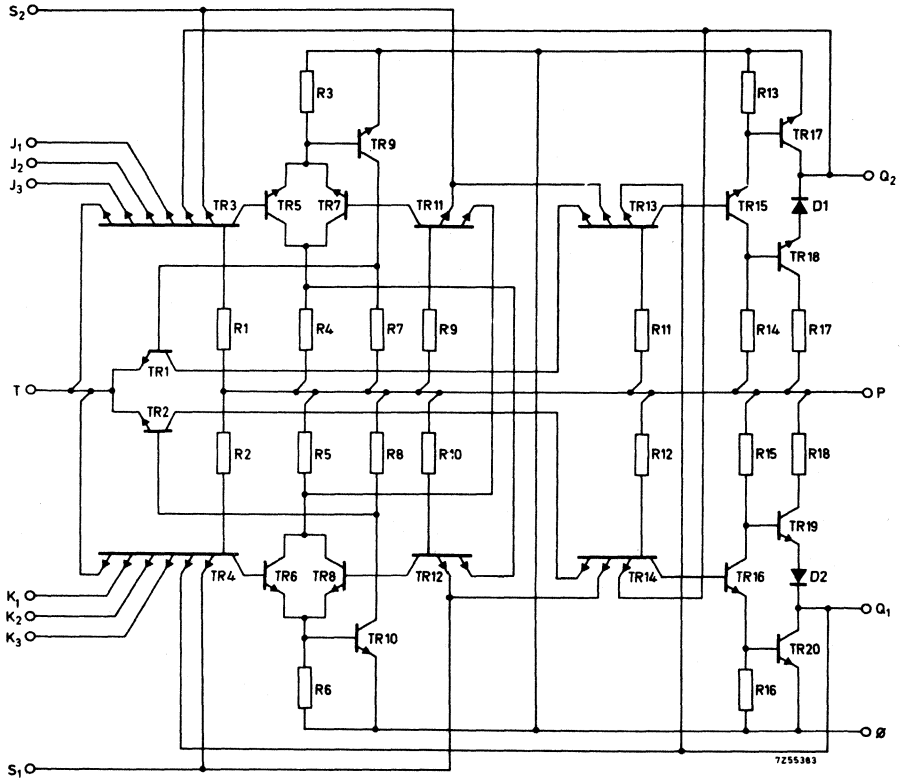 S2
R3
R13
TR9
TR17
J1
J2
J3
Q2
TR3
TR5
TR7
TR11
TR13
TR15
D1
TR18
R1
R4
R7
R9
R11
R14
R17
TR1
T
P
TR2
R2
R5
R8
R10
R12
R15
R18
TR19
TR4
TR6
TR8
TR12
TR14
TR16
D2
K1
K2
K3
Q1
TR10
TR20
R6
R16
Ø
7Z55363
S1